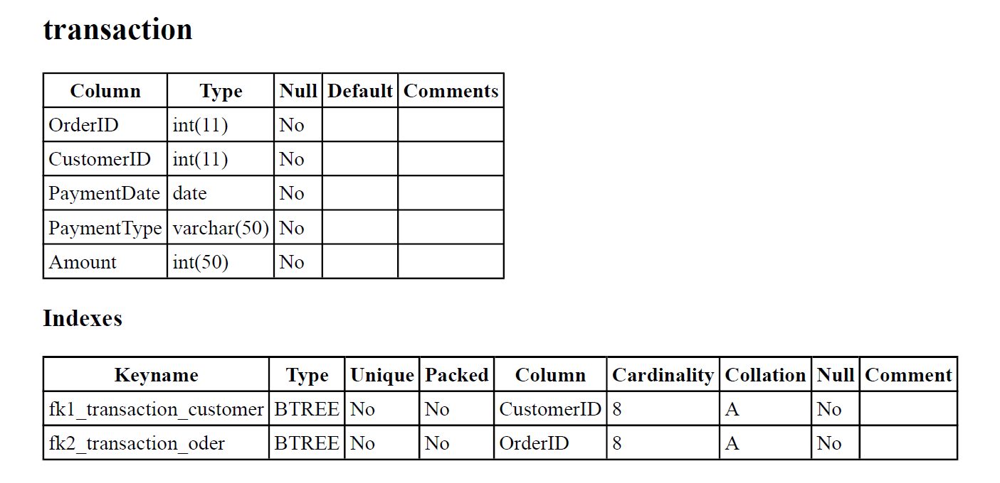 transaction
Column Type Null Default Comments
OrderID int(11) No
CustomerID int(11) No
PaymentDate date No
PaymentType varchar(50) No
Amount int(50) No
Indexes
Keyname Type Unique Packed Column Cardinality Collation Null Comment
fk1_transaction_customer BTREE No No CustomerID 8 A No
fk2_transaction_oder BTREE No No OrderID 8 A No